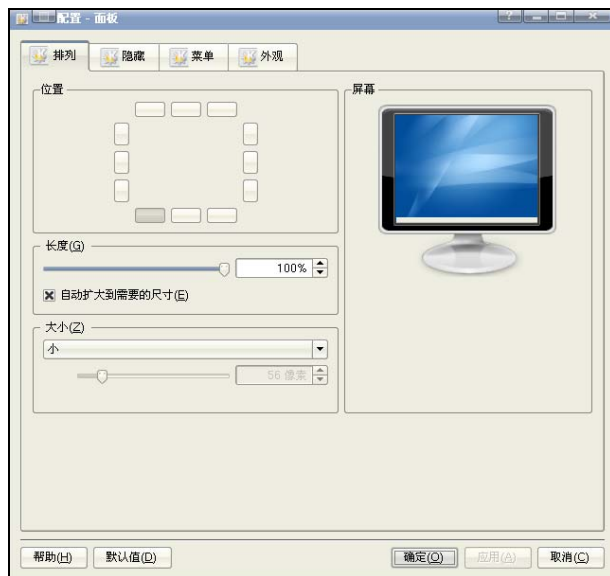 配置 - 面板
排列 隐藏 菜单 外观
位置 屏幕
长度(G)
100%
自动扩大到需要的尺寸(E)
大小(Z)
小
56 像素
帮助(H) 默认值(D) 确定(O) 应用(A) 取消(C)